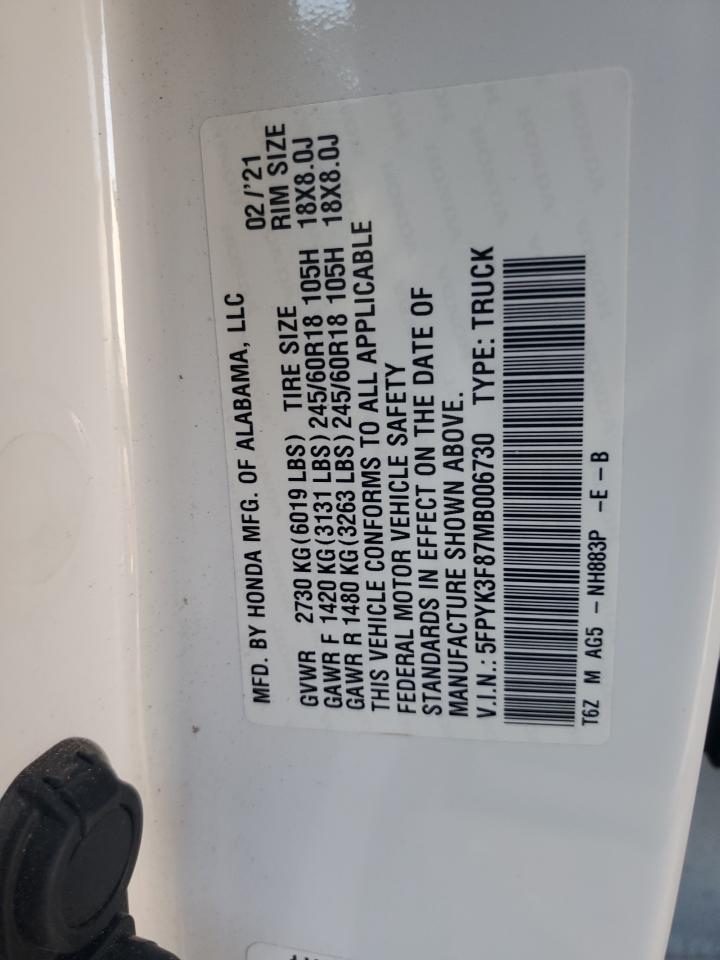 MFD. BY HONDA MFG. OF ALABAMA, LLC 02/'21
GVWR 2730 KG(6019 LBS) TIRE SIZE RIM SIZE
GAWR F 1420 KG(3131 LBS) 245/60R18 105H 18X8.0J
GAWR R 1480 KG(3263 LBS) 245/60R18 105H 18X8.0J
THIS VEHICLE CONFORMS TO ALL APPLICABLE
FEDERAL MOTOR VEHICLE SAFETY
STANDARDS IN EFFECT ON THE DATE OF
MANUFACTURE SHOWN ABOVE.
V.I.N.: 5FPYK3F87MB006730 TYPE: TRUCK
T6Z M AG5 - NH883P -E-B